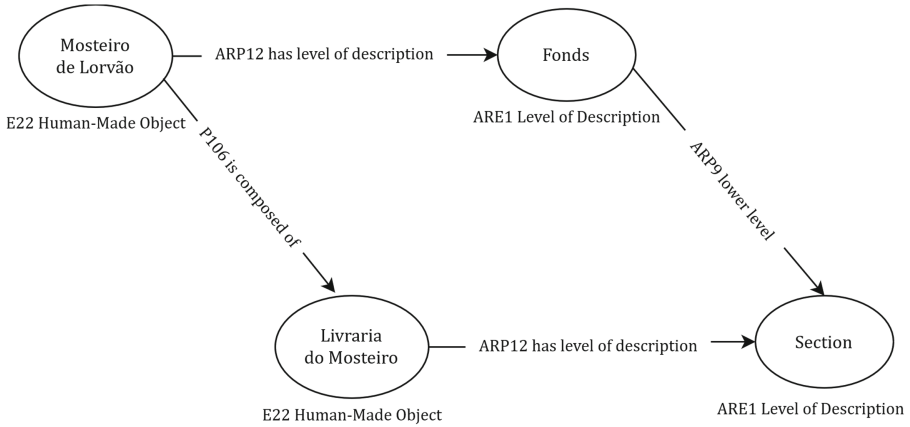 Mosteiro
de Lorvão
E22 Human-Made Object
ARP12 has level of description
Fonds
ARE1 Level of Description
P106 is composed of
ARP9 lower level
Livraria
do Mosteiro
E22 Human-Made Object
ARP12 has level of description
Section
ARE1 Level of Description